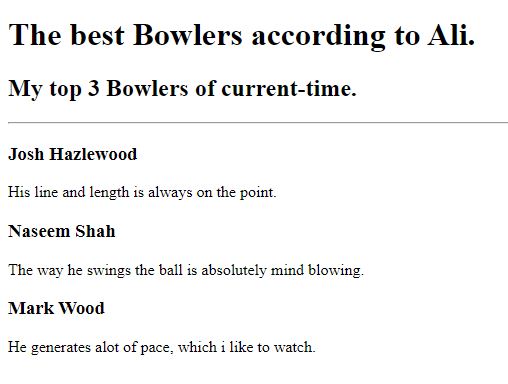 The best Bowlers according to Ali.
My top 3 Bowlers of current-time.
Josh Hazlewood
His line and length is always on the point.
Naseem Shah
The way he swings the ball is absolutely mind blowing.
Mark Wood
He generates alot of pace, which i like to watch.